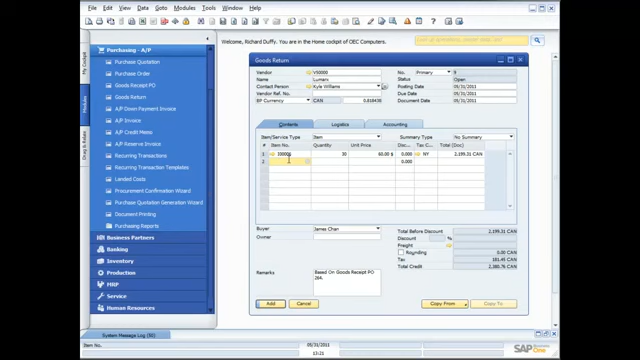 File Edit View Data Goto Modules Tools Window Help
Welcome, Richard Duffy. You are in the Home cockpit of OEC Computers.
My Cockpit
Modules
Drag & Relate
Purchasing - A/P
Purchase Quotation
Purchase Order
Goods Receipt PO
Goods Return
A/P Down Payment Invoice
A/P Invoice
A/P Credit Memo
A/P Reserve Invoice
Recurring Transactions
Recurring Transaction Templates
Landed Costs
Procurement Confirmation Wizard
Purchase Quotation Generation Wizard
Document Printing
Purchasing Reports
Business Partners
Banking
Inventory
Production
MRP
Service
Human Resources
Goods Return
Vendor V50000
Name
Contact Person Kyle Williams
Vendor Ref. No.
BP Currency CAN 0.818438
No. Primary 9
Status Open
Posting Date 05/31/2011
Due Date 05/31/2011
Document Date 05/31/2011
Contents Logistics Accounting
Item/Service Type Item Summary Type No Summary
# Item No. Quantity Unit Price Disc... Tax C... Total (Doc)
1 30 60.00 $ 0.000 NY 2,199.31 CAN
2 0.000
Buyer James Chan
Owner
Remarks Based On Goods Receipt PO
264.
Total Before Discount 2,199.31 CAN
Discount %
Freight
Rounding 0.00 CAN
Tax 181.45 CAN
Total Credit 2,380.76 CAN
Add Cancel Copy From Copy To
System Message Log (50)
Item No. 05/31/2011
13:21
SAP Business One